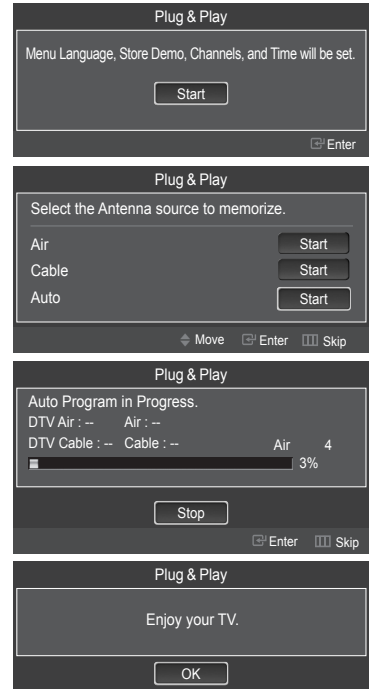 Plug & Play
Menu Language, Store Demo, Channels, and Time will be set.
Start
Enter
Plug & Play
Select the Antenna source to memorize.
Air Start
Cable Start
Auto Start
Move Enter Skip
Plug & Play
Auto Program in Progress.
DTV Air : -- Air : --
DTV Cable : -- Cable : -- Air 4
3%
Stop
Enter Skip
Plug & Play
Enjoy your TV.
OK